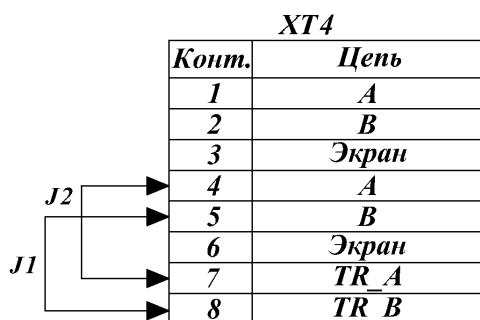 XT4
Конт. Цепь
1 A
2 B
3 Экран
4 A
5 B
6 Экран
7 TR_A
8 TR_B
J2
J1